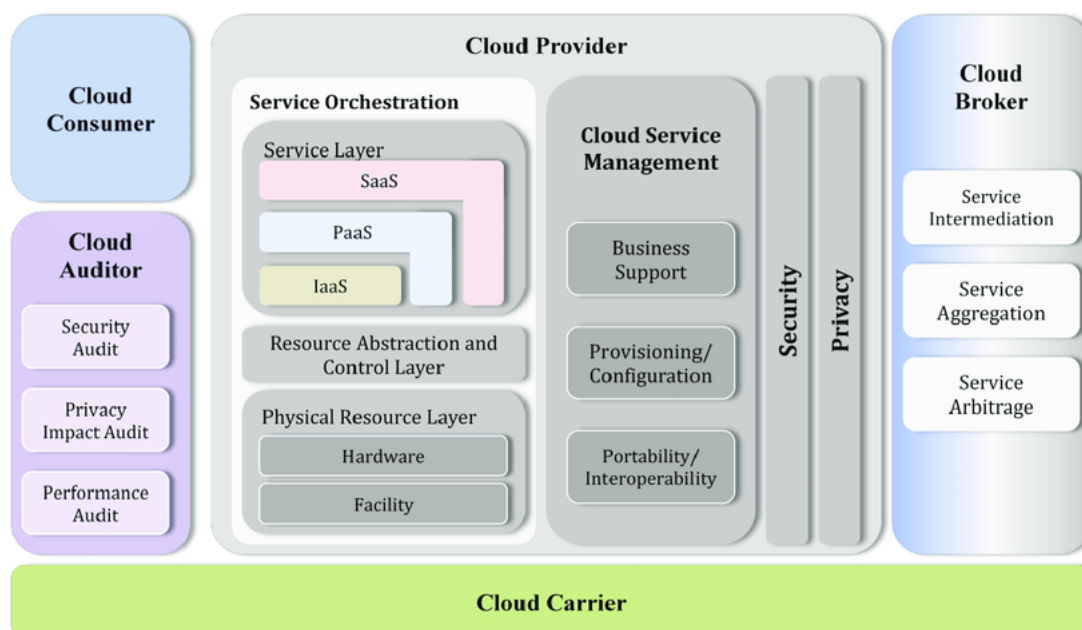 Cloud
Consumer
Cloud
Auditor
Security
Audit
Privacy
Impact Audit
Performance
Audit
Cloud Provider
Service Orchestration
Service Layer
SaaS
PaaS
IaaS
Resource Abstraction and
Control Layer
Physical Resource Layer
Hardware
Facility
Cloud Service
Management
Business
Support
Provisioning/
Configuration
Portability/
Interoperability
Security
Privacy
Cloud
Broker
Service
Intermediation
Service
Aggregation
Service
Arbitrage
Cloud Carrier